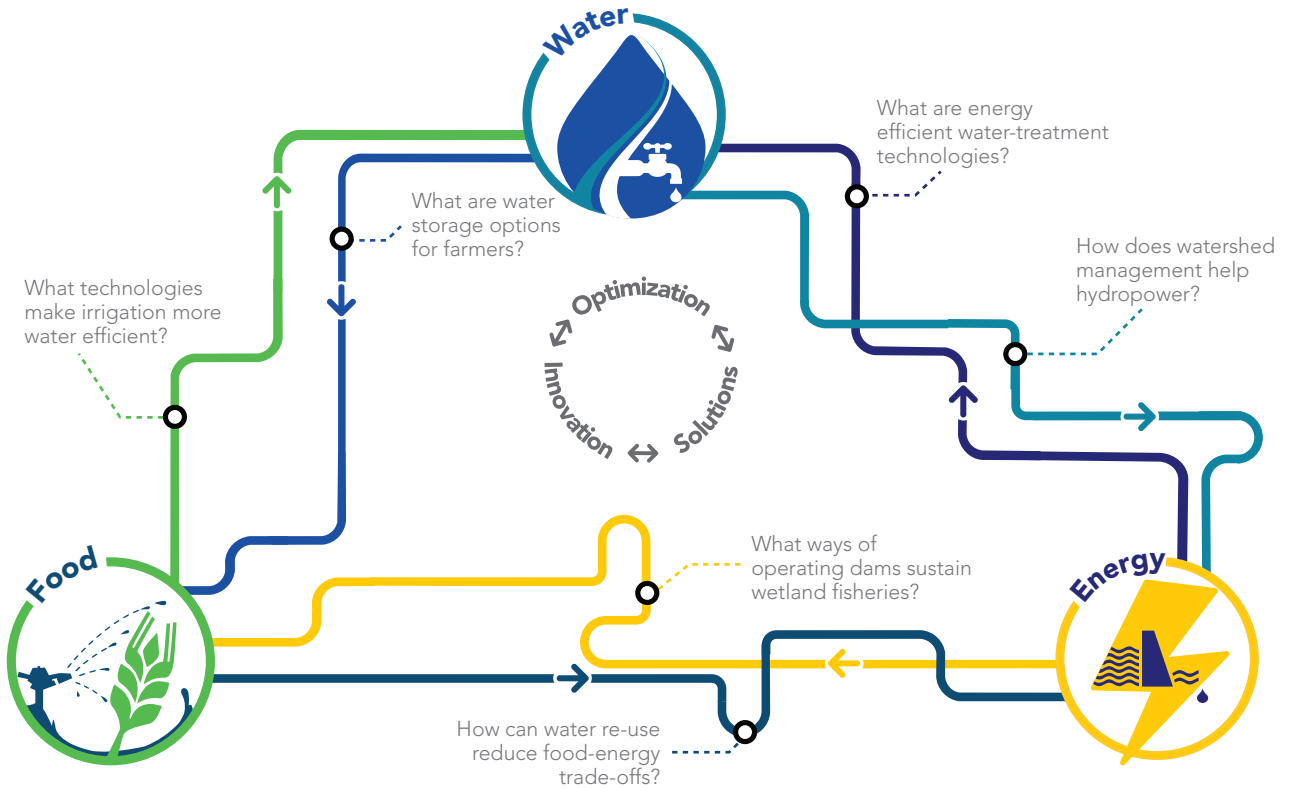 Water
What are energy
efficient water-treatment
technologies?
What are water
storage options
for farmers?
How does watershed
management help
hydropower?
What technologies
make irrigation more
water efficient?
Optimization
Innovation
Solutions
What ways of
operating dams sustain
wetland fisheries?
Food
Energy
How can water re-use
reduce food-energy
trade-offs?